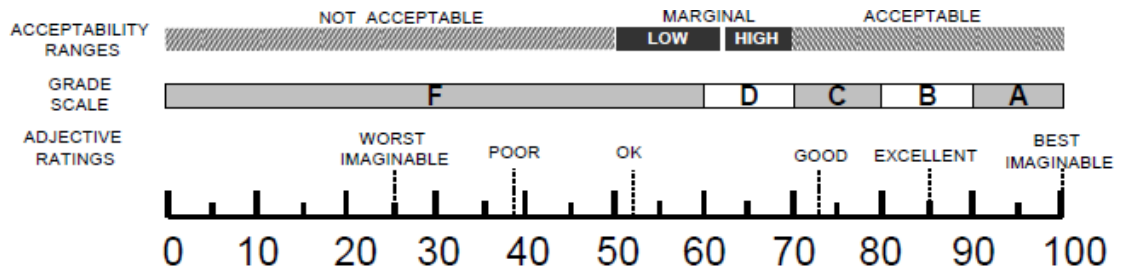 NOT ACCEPTABLE MARGINAL ACCEPTABLE
ACCEPTABILITY
RANGES
LOW HIGH
GRADE
SCALE
F D C B A
ADJECTIVE
RATINGS
WORST
IMAGINABLE
POOR
OK
GOOD
EXCELLENT
BEST
IMAGINABLE
0 10 20 30 40 50 60 70 80 90 100